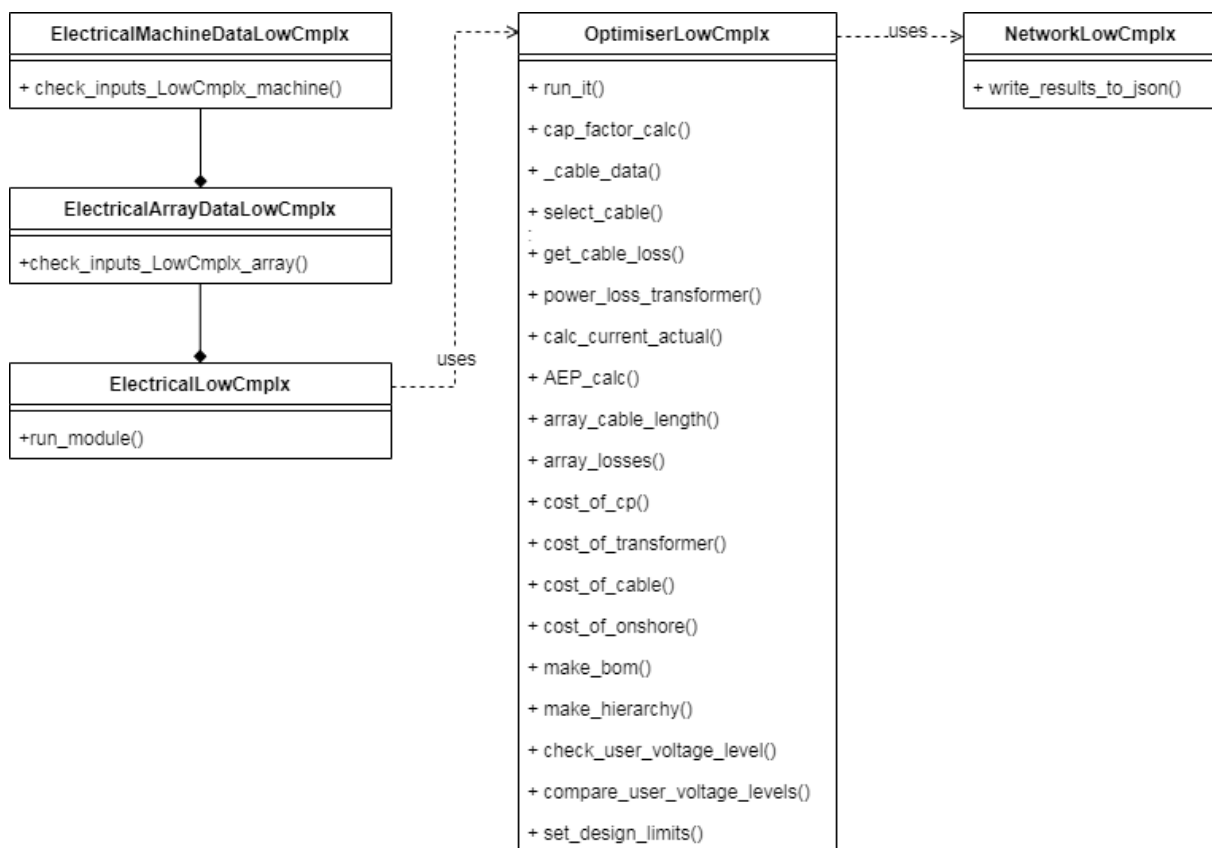 ElectricalMachineDataLowCmplx
+ check_inputs_LowCmplx_machine()
ElectricalArrayDataLowCmplx
+check_inputs_LowCmplx_array()
ElectricalLowCmplx
+run_module()
uses
OptimiserLowCmplx
+ run_it()
+ cap_factor_calc()
+ _cable_data()
+ select_cable()
:
+ get_cable_loss()
+ power_loss_transformer()
+ calc_current_actual()
+ AEP_calc()
+ array_cable_length()
+ array_losses()
+ cost_of_cp()
+ cost_of_transformer()
+ cost_of_cable()
+ cost_of_onshore()
+ make_bom()
+ make_hierarchy()
+ check_user_voltage_level()
+ compare_user_voltage_levels()
+ set_design_limits()
uses
NetworkLowCmplx
+ write_results_to_json()